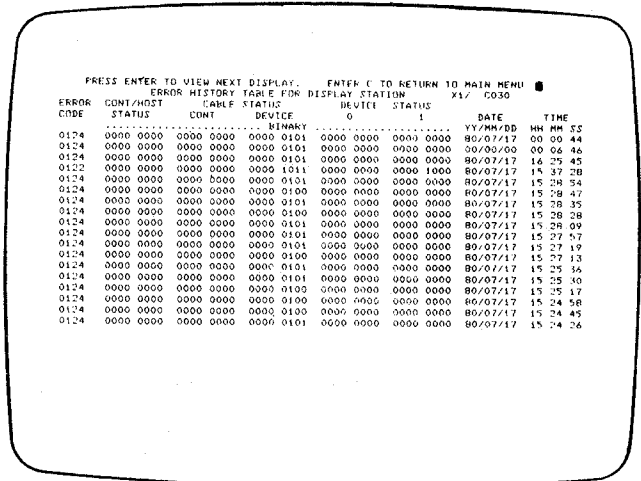 PRESS ENTER TO VIEW NEXT DISPLAY. ENTER C TO RETURN TO MAIN MENU
ERROR HISTORY TABLE FOR DISPLAY STATION X1/ C030
ERROR CONT/HOST CABLE STATUS DEVICE STATUS
CODE STATUS CONT DEVICE 0 1 DATE TIME
.......................... BINARY ...................... YY/MM/DD HH MM SS
0124 0000 0000 0000 0000 0000 0101 0000 0000 0000 0000 80/07/17 00 00 44
0124 0000 0000 0000 0000 0000 0101 0000 0000 0000 0000 00/00/00 00 06 46
0124 0000 0000 0000 0000 0000 0101 0000 0000 0000 0000 80/07/17 16 25 45
0122 0000 0000 0000 0000 0000 1011 0000 0000 0000 1000 80/07/17 15 37 28
0124 0000 0000 0000 0000 0000 0101 0000 0000 0000 0000 80/07/17 15 28 54
0124 0000 0000 0000 0000 0000 0100 0000 0000 0000 0000 80/07/17 15 28 47
0124 0000 0000 0000 0000 0000 0101 0000 0000 0000 0000 80/07/17 15 28 35
0124 0000 0000 0000 0000 0000 0100 0000 0000 0000 0000 80/07/17 15 28 28
0124 0000 0000 0000 0000 0000 0101 0000 0000 0000 0000 80/07/17 15 28 09
0124 0000 0000 0000 0000 0000 0101 0000 0000 0000 0000 80/07/17 15 27 57
0124 0000 0000 0000 0000 0000 0101 0000 0000 0000 0000 80/07/17 15 27 19
0124 0000 0000 0000 0000 0000 0100 0000 0000 0000 0000 80/07/17 15 27 13
0124 0000 0000 0000 0000 0000 0101 0000 0000 0000 0000 80/07/17 15 25 36
0124 0000 0000 0000 0000 0000 0101 0000 0000 0000 0000 80/07/17 15 25 30
0124 0000 0000 0000 0000 0000 0100 0000 0000 0000 0000 80/07/17 15 25 17
0124 0000 0000 0000 0000 0000 0100 0000 0000 0000 0000 80/07/17 15 24 58
0124 0000 0000 0000 0000 0000 0100 0000 0000 0000 0000 80/07/17 15 24 45
0124 0000 0000 0000 0000 0000 0101 0000 0000 0000 0000 80/07/17 15 24 26